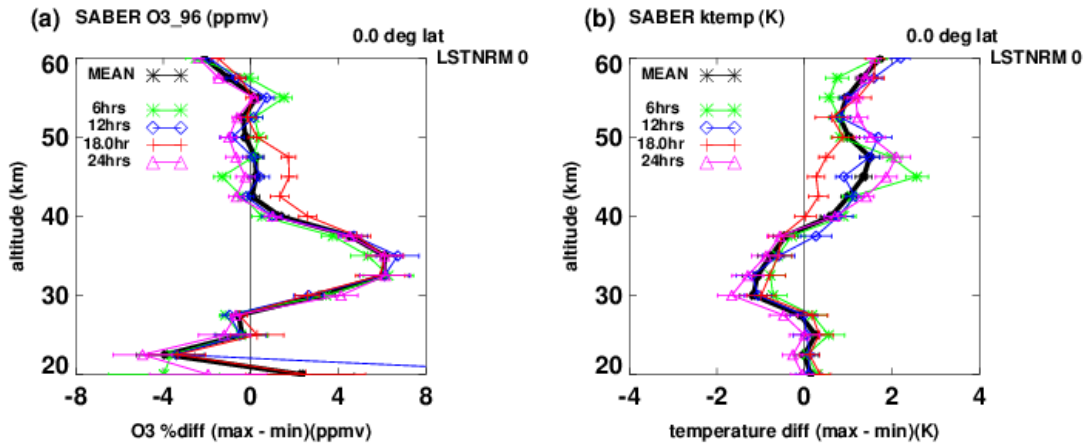 (a) SABER O3_96 (ppmv)
0.0 deg lat
LSTNRM 0
60
50
40
30
20
altitude (km)
MEAN
6hrs
12hrs
18.0hr
24hrs
-8 -4 0 4 8
O3 %diff (max - min)(ppmv)
(b) SABER ktemp (K)
0.0 deg lat
LSTNRM 0
60
50
40
30
20
altitude (km)
MEAN
6hrs
12hrs
18.0hr
24hrs
-4 -2 0 2 4
temperature diff (max - min)(K)